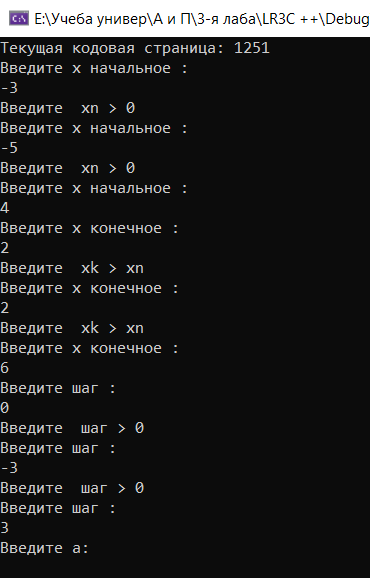 E:\Учеба универ\А и П\3-я лаба\LR3C ++\Debug
Текущая кодовая страница: 1251
Введите x начальное :
-3
Введите  xn > 0
Введите x начальное :
-5
Введите  xn > 0
Введите x начальное :
4
Введите x конечное :
2
Введите  xk > xn
Введите x конечное :
2
Введите  xk > xn
Введите x конечное :
6
Введите шаг :
0
Введите  шаг > 0
Введите шаг :
-3
Введите  шаг > 0
Введите шаг :
3
Введите a: